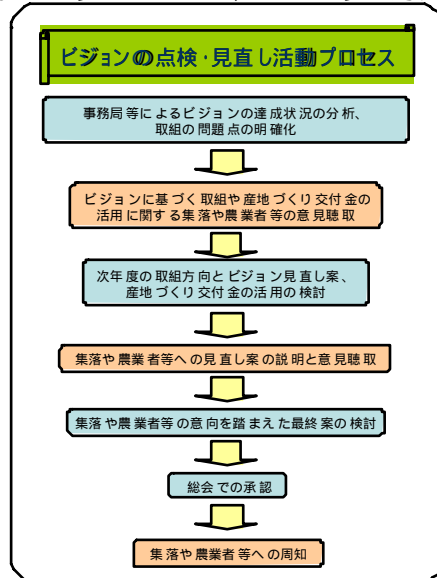 ビジョンの点検・見直し活動プロセス
事務局等によるビジョンの達成状況の分析、
取組の問題点の明確化
ビジョンに基づく取組や産地づくり交付金の
活用に関する集落や農業者等の意見聴取
次年度の取組方向とビジョン見直し案、
産地づくり交付金の活用の検討
集落や農業者等への見直し案の説明と意見聴取
集落や農業者等の意向を踏まえた最終案の検討
総会での承認
集落や農業者等への周知